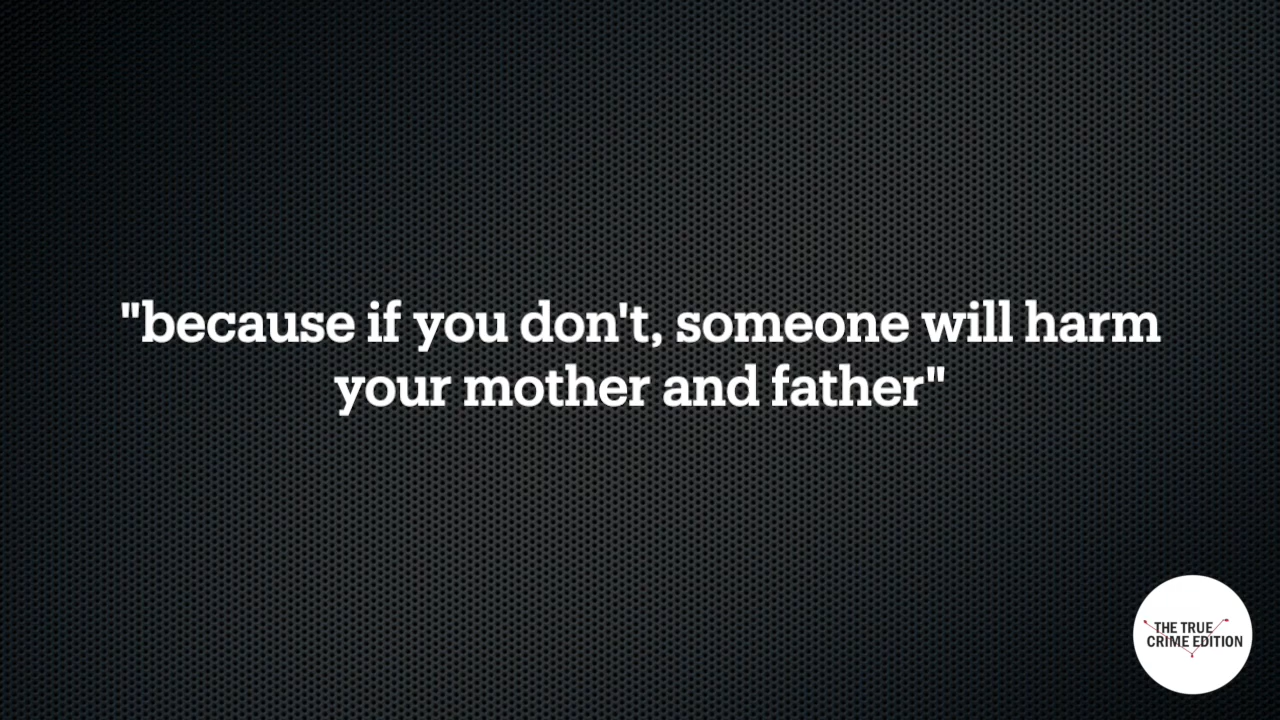 "because if you don't, someone will harm
your mother and father"
THE TRUE
CRIME EDITION